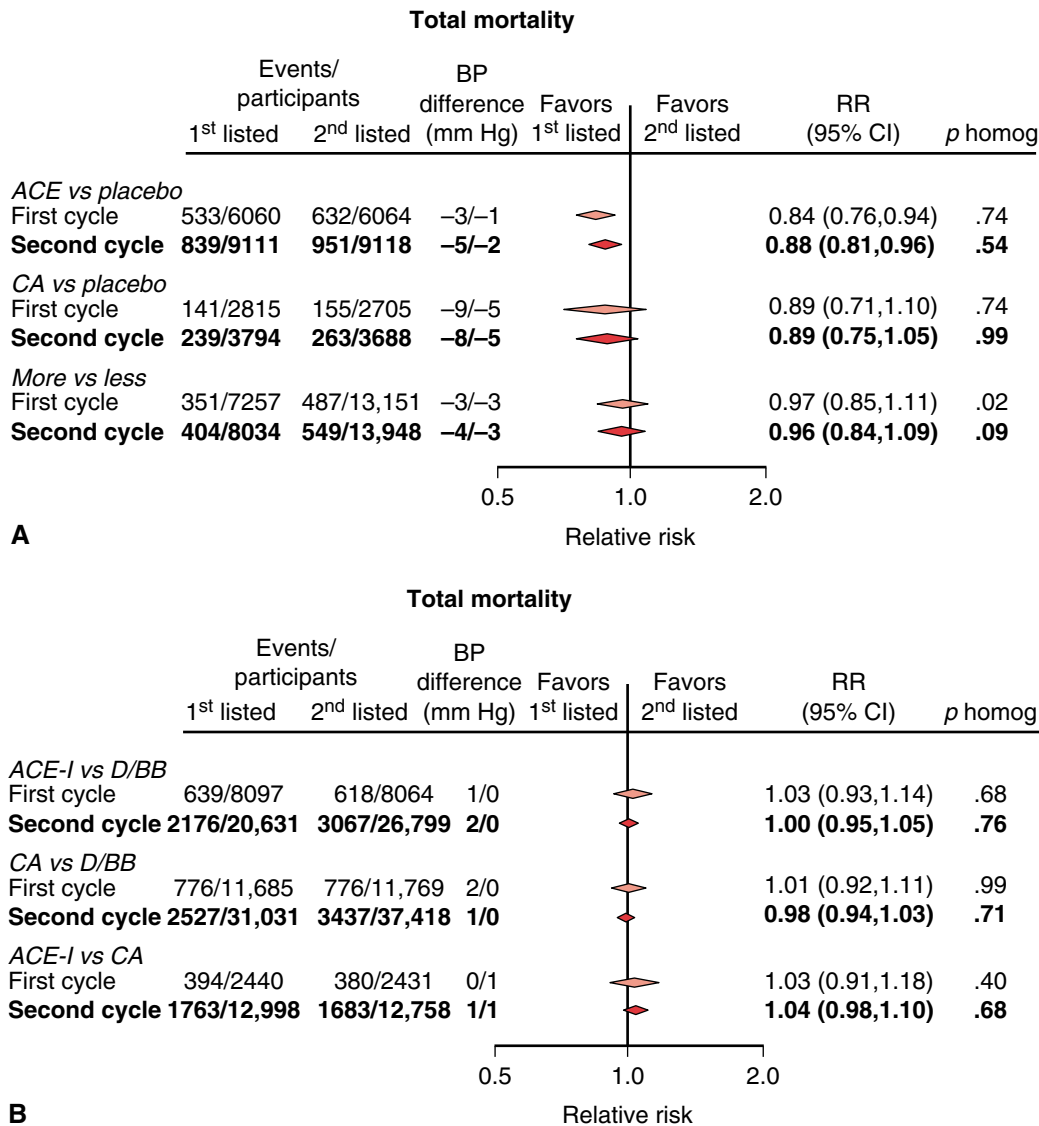 Total mortality
Events/
participants
BP
difference
(mm Hg)
1st listed 2nd listed
Favors
1st listed
Favors
2nd listed
RR
(95% CI)
p homog
ACE vs placebo
First cycle 533/6060 632/6064 –3/–1 0.84 (0.76,0.94) .74
Second cycle 839/9111 951/9118 –5/–2 0.88 (0.81,0.96) .54
CA vs placebo
First cycle 141/2815 155/2705 –9/–5 0.89 (0.71,1.10) .74
Second cycle 239/3794 263/3688 –8/–5 0.89 (0.75,1.05) .99
More vs less
First cycle 351/7257 487/13,151 –3/–3 0.97 (0.85,1.11) .02
Second cycle 404/8034 549/13,948 –4/–3 0.96 (0.84,1.09) .09
0.5 1.0 2.0
Relative risk
A
Total mortality
Events/
participants
BP
difference
(mm Hg)
1st listed 2nd listed
Favors
1st listed
Favors
2nd listed
RR
(95% CI)
p homog
ACE-I vs D/BB
First cycle 639/8097 618/8064 1/0 1.03 (0.93,1.14) .68
Second cycle 2176/20,631 3067/26,799 2/0 1.00 (0.95,1.05) .76
CA vs D/BB
First cycle 776/11,685 776/11,769 2/0 1.01 (0.92,1.11) .99
Second cycle 2527/31,031 3437/37,418 1/0 0.98 (0.94,1.03) .71
ACE-I vs CA
First cycle 394/2440 380/2431 0/1 1.03 (0.91,1.18) .40
Second cycle 1763/12,998 1683/12,758 1/1 1.04 (0.98,1.10) .68
0.5 1.0 2.0
Relative risk
B